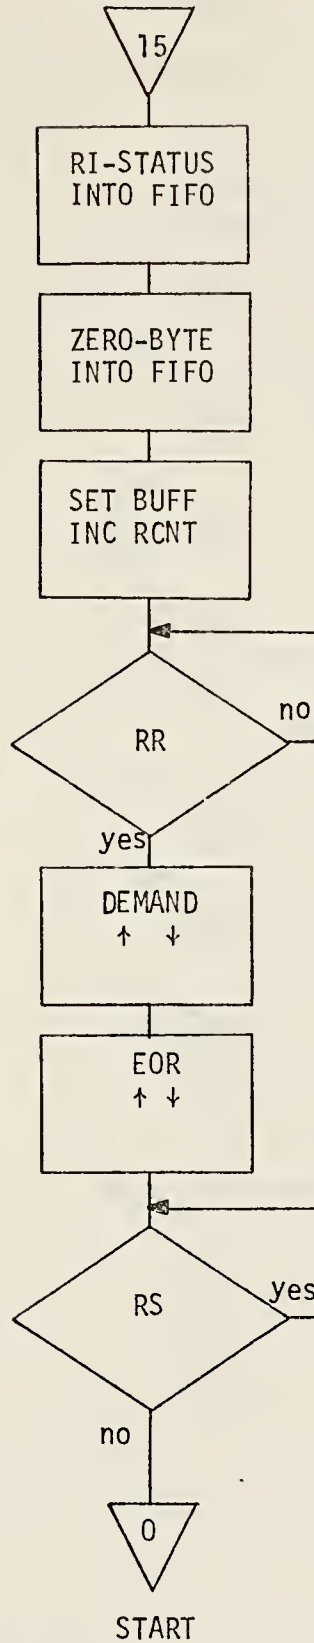 15
RI-STATUS
INTO FIFO
ZERO-BYTE
INTO FIFO
SET BUFF
INC RCNT
RR
no
yes
DEMAND
↑ ↓
EOR
↑ ↓
RS
yes
no
0
START